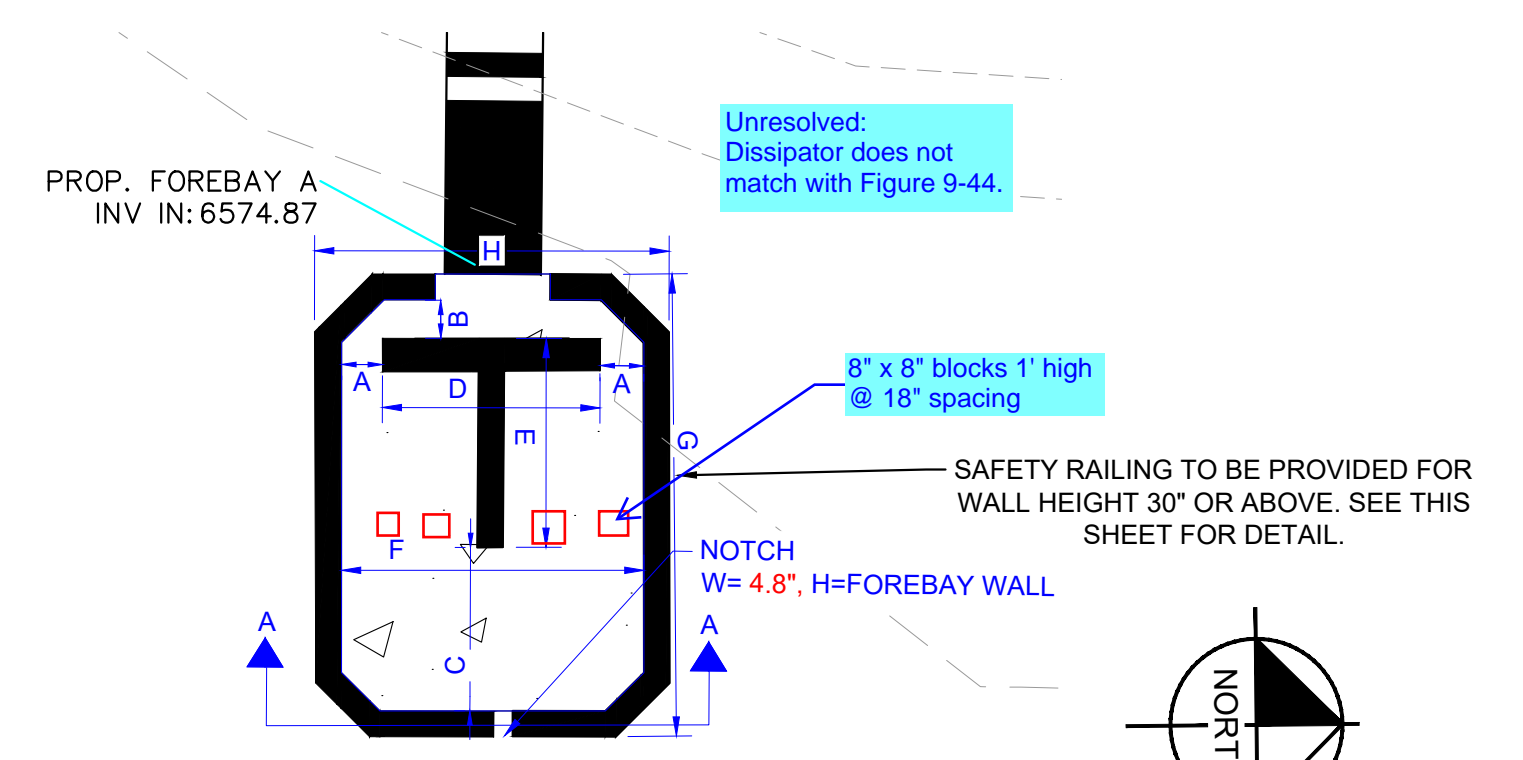 Unresolved:
Dissipator does not
match with Figure 9-44.
PROP. FOREBAY A
INV IN: 6574.87
H
B
A
D
A
E
G
8" x 8" blocks 1' high
@ 18" spacing
SAFETY RAILING TO BE PROVIDED FOR
WALL HEIGHT 30" OR ABOVE. SEE THIS
SHEET FOR DETAIL.
F
NOTCH
W= 4.8", H=FOREBAY WALL
A
A
C
NORT